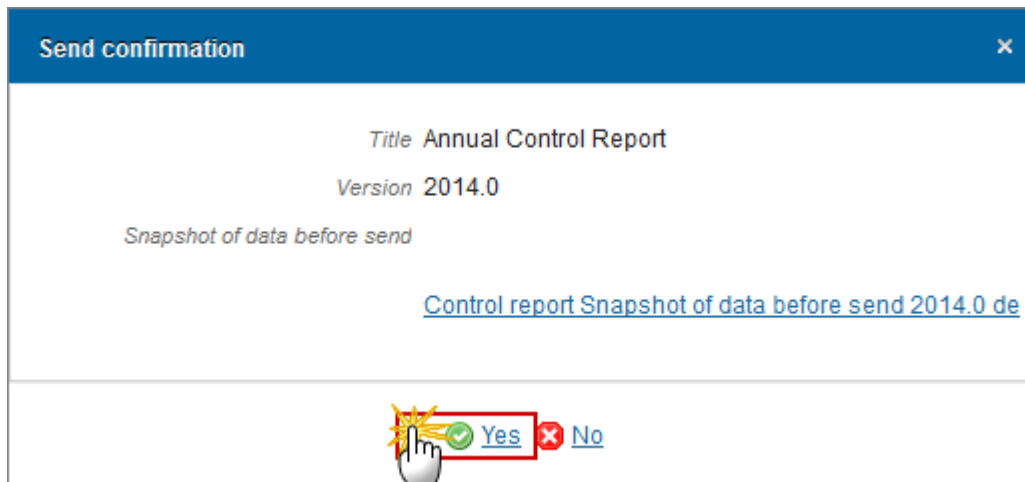 Send confirmation ×
Title Annual Control Report
Version 2014.0
Snapshot of data before send
Control report Snapshot of data before send 2014.0 de
Yes No